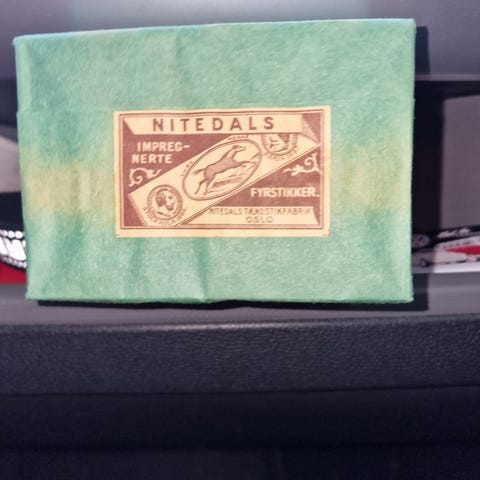 NITEDALS
IMPREG-
NERTE
FYRSTIKKER.
NITEDALS TÆNDSTIKFABRIK
OSLO